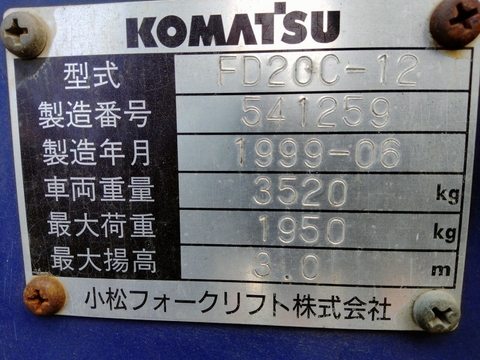 KOMATSU
型式 FD20C-12
製造番号 541259
製造年月 1999-06
車両重量 3520 kg
最大荷重 1950 kg
最大揚高 3.0 m
小松フォークリフト株式会社